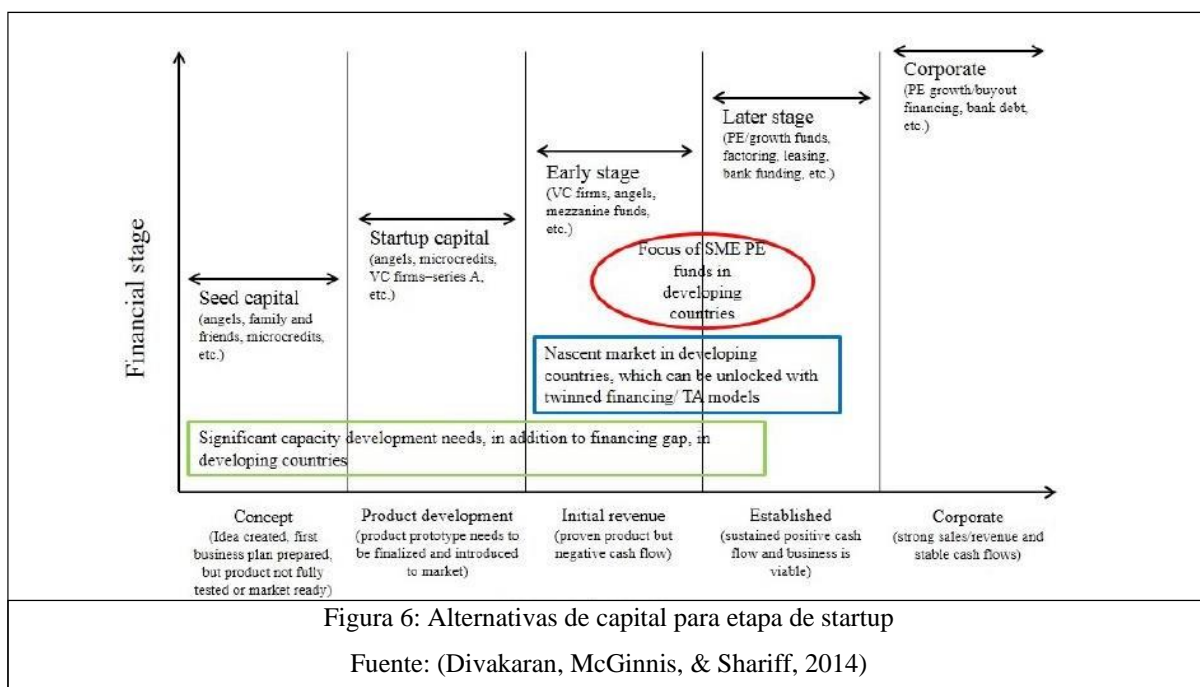 Financial stage
Seed capital
(angels, family and
friends, microcredits,
etc.)
Startup capital
(angels, microcredits,
VC firms–series A,
etc.)
Early stage
(VC firms, angels,
mezzanine funds,
etc.)
Later stage
(PE/growth funds,
factoring, leasing,
bank funding, etc.)
Corporate
(PE growth/buyout
financing, bank debt,
etc.)
Focus of SME PE
funds in
developing
countries
Nascent market in developing
countries, which can be unlocked with
twinned financing/ TA models
Significant capacity development needs, in addition to financing gap, in
developing countries
Concept
(Idea created, first
business plan prepared,
but product not fully
tested or market ready)
Product development
(product prototype needs to
be finalized and introduced
to market)
Initial revenue
(proven product but
negative cash flow)
Established
(sustained positive cash
flow and business is
viable)
Corporate
(strong sales/revenue and
stable cash flows)
Figura 6: Alternativas de capital para etapa de startup
Fuente: (Divakaran, McGinnis, & Shariff, 2014)